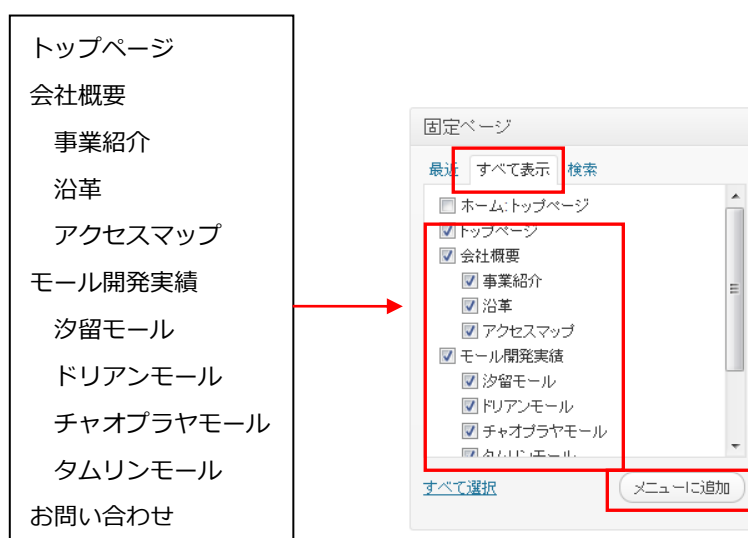 トップページ
会社概要
事業紹介
沿革
アクセスマップ
モール開発実績
汐留モール
ドリアンモール
チャオプラヤモール
タムリンモール
お問い合わせ
固定ページ
最近 すべて表示 検索
ホーム:トップページ
トップページ
会社概要
事業紹介
沿革
アクセスマップ
モール開発実績
汐留モール
ドリアンモール
チャオプラヤモール
タムリンモール
すべて選択
メニューに追加